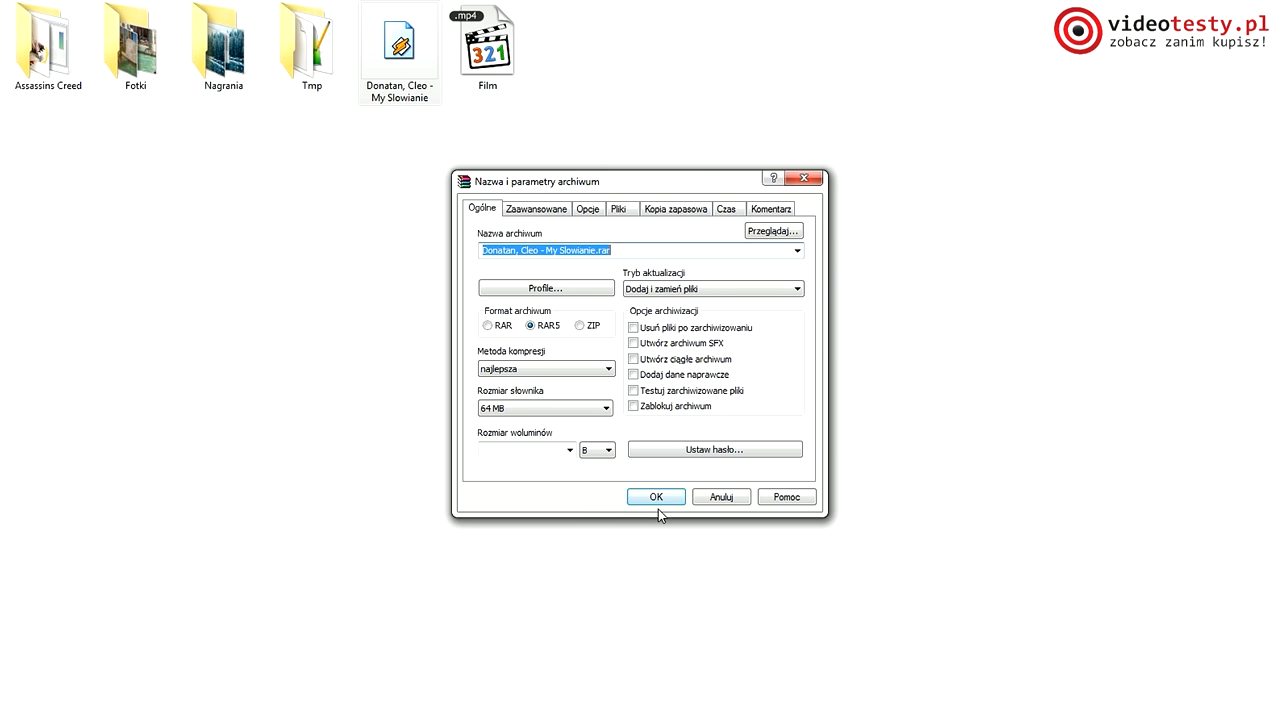 .mp4
321
videotesty.pl
zobacz zanim kupisz!
Assassins Creed
Fotki
Nagrania
Tmp
Donatan, Cleo -
My Slowianie
Film
Nazwa i parametry archiwum
?
Ogólne
Zaawansowane
Opcje
Pliki
Kopia zapasowa
Czas
Komentarz
Nazwa archiwum
Przeglądaj...
Donatan, Cleo - My Slowianie.rar
Tryb aktualizacji
Profile...
Dodaj i zamień pliki
Format archiwum
RAR
RAR5
ZIP
Opcje archiwizacji
Usuń pliki po zarchiwizowaniu
Utwórz archiwum SFX
Utwórz ciągłe archiwum
Dodaj dane naprawcze
Testuj zarchiwizowane pliki
Zablokuj archiwum
Metoda kompresji
najlepsza
Rozmiar słownika
64 MB
Rozmiar woluminów
B
Ustaw hasło...
OK
Anuluj
Pomoc